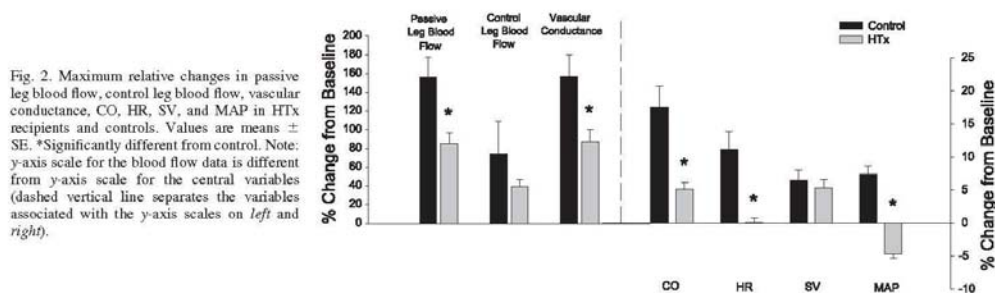 Fig. 2. Maximum relative changes in passive
leg blood flow, control leg blood flow, vascular
conductance, CO, HR, SV, and MAP in HTx
recipients and controls. Values are means ±
SE. *Significantly different from control. Note:
y-axis scale for the blood flow data is different
from y-axis scale for the central variables
(dashed vertical line separates the variables
associated with the y-axis scales on left and
right).
% Change from Baseline
200
180
160
140
120
100
80
60
40
20
0
Passive
Leg Blood
Flow
Control
Leg Blood
Flow
Vascular
Conductance
*
*
*
*
*
CO
HR
SV
MAP
Control
HTx
25
20
15
10
5
0
-5
-10
% Change from Baseline